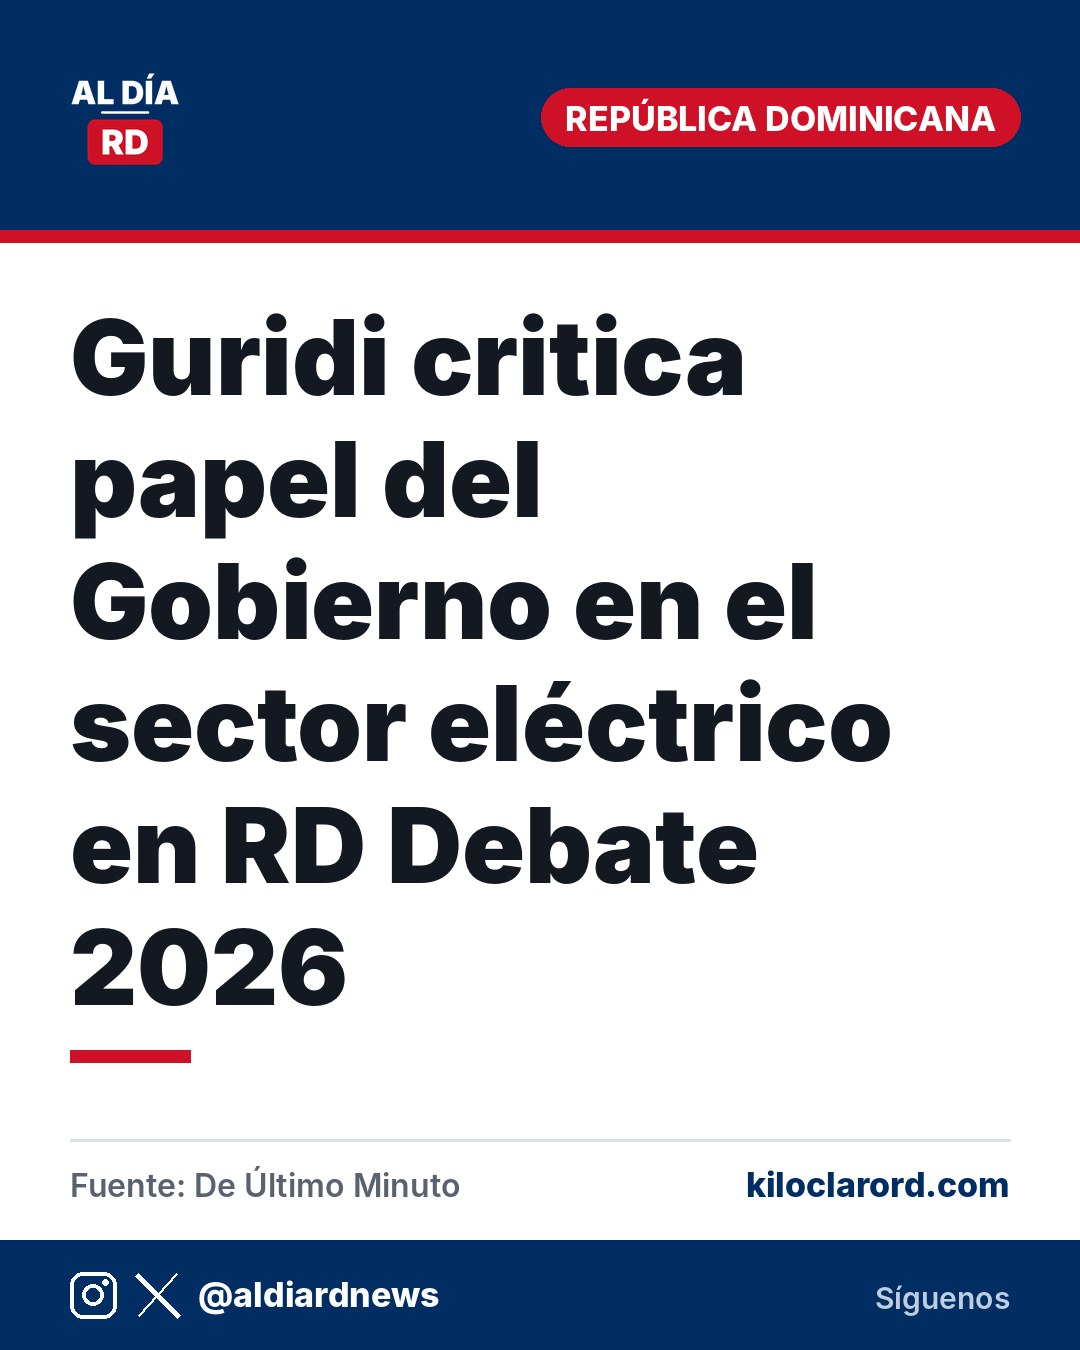 AL DÍA
RD
REPÚBLICA DOMINICANA
Guridi critica
papel del
Gobierno en el
sector eléctrico
en RD Debate
2026
Fuente: De Último Minuto
kiloclarord.com
@aldiardnews
Síguenos